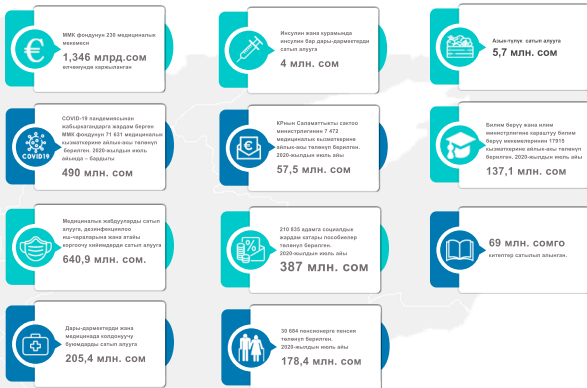 ММК фондунун 230 медициналык
мекемеси
1,346 млрд.сом
өлчөмүндө каржыланган
Инсулин жана курамында
инсулин бар дары-дармектерди
сатып алууга
4 млн. сом
Азык-түлүк сатып алууга
5,7 млн. сом
COVID-19 пандемиясынан
жабыркагандарга жардам берген
ММК фондунун 71 631 медициналык
кызматкерине айлык-акы төлөнүп
берилген. 2020-жылдын июль
айында – бардыгы
490 млн. сом
COVID19
КРнын Саламаттыкты сактоо
министрлигинин 7 472
медициналык кызматкерине
айлык-акы төлөнүп берилген.
2020-жылдын июль айы
57,5 млн. сом
Билим берүү жана илим
министрлигине караштуу билим
берүү мекемелеринин 17915
кызматкерине айлык-акы төлөнүп
берилген. 2020-жылдын июль айы
137,1 млн. сом
Медициналык жабдууларды сатып
алууга, дезинфекциялоо
иш-чараларына жана атайы
коргоочу кийимдерди сатып алууга
640,9 млн. сом.
210 835 адамга социалдык
жардам катары пособиелер
төлөнүп берилген.
2020-жылдын июль айы
387 млн. сом
69 млн. сомго
китептер сатылып алынган.
Дары-дармектерди жана
медицинада колдонуучу
буюмдарды сатып алууга
205,4 млн. сом
30 684 пенсионерге пенсия
төлөнүп берилген.
2020-жылдын июль айы
178,4 млн. сом